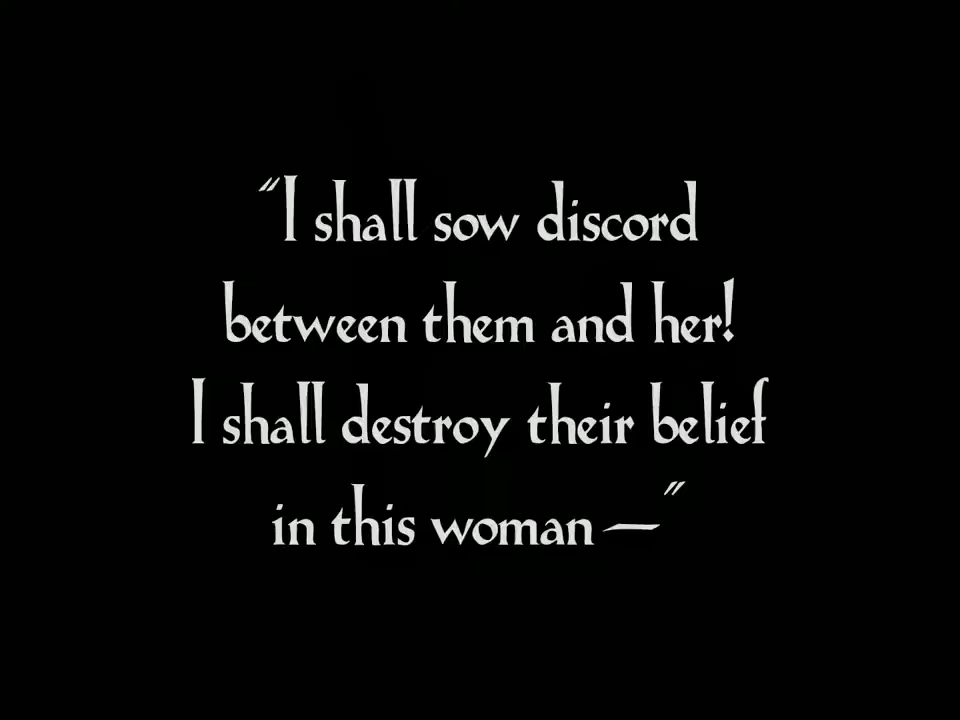 “I shall sow discord
between them and her!
I shall destroy their belief
in this woman —”